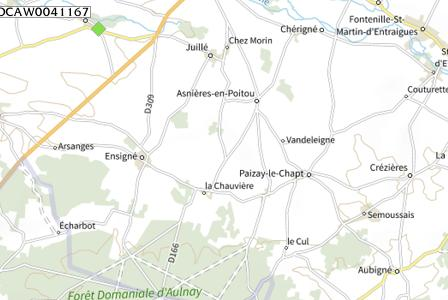 OCAW0041167
Fontenille-St-
Martin-d'Entraigues
Chérigné
Chez Morin
Juillé
Asnières-en-Poitou
Couturette
D309
Vandeleigne
Arsanges
Ensigné
Crézières
La
Paizay-le-Chapt
la Chauvière
Semoussais
Écharbot
D166
le Cul
Aubigné
Forêt Domaniale d'Aulnay